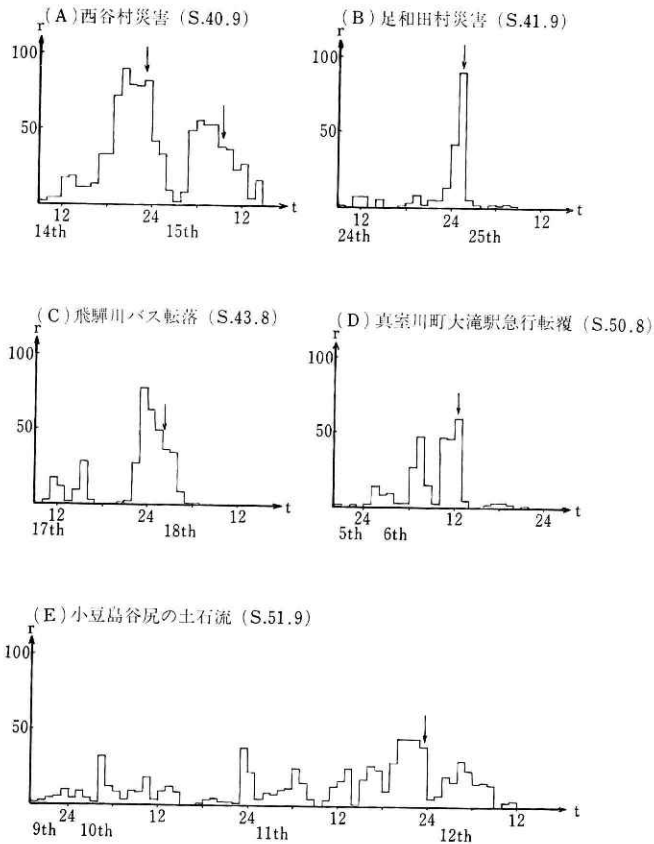 (A)西谷村災害 (S.40.9)
r
100
50
12 24 12 t
14th 15th
(B)足和田村災害 (S.41.9)
r
100
50
12 24 12 t
24th 25th
(C)飛驒川バス転落 (S.43.8)
r
100
50
12 24 12 t
17th 18th
(D)真室川町大滝駅急行転覆 (S.50.8)
r
100
50
24 12 24 t
5th 6th
(E)小豆島谷尻の土石流 (S.51.9)
r
100
50
24 12 24 12 24 12 t
9th 10th 11th 12th